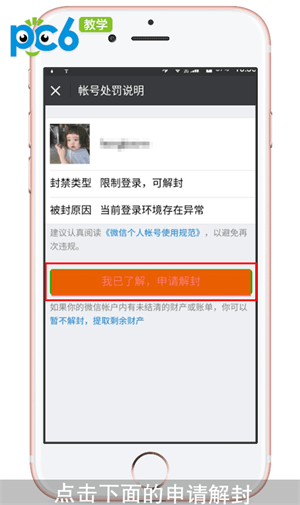 pc6
教学
帐号处罚说明
封禁类型 限制登录，可解封
被封原因 当前登录环境存在异常
建议认真阅读《微信个人帐号使用规范》，以避免再
次违规。
我已了解，申请解封
如果你的微信帐户内有未结清的财产或账单，你可以
暂不解封，提取剩余财产
点击下面的申请解封